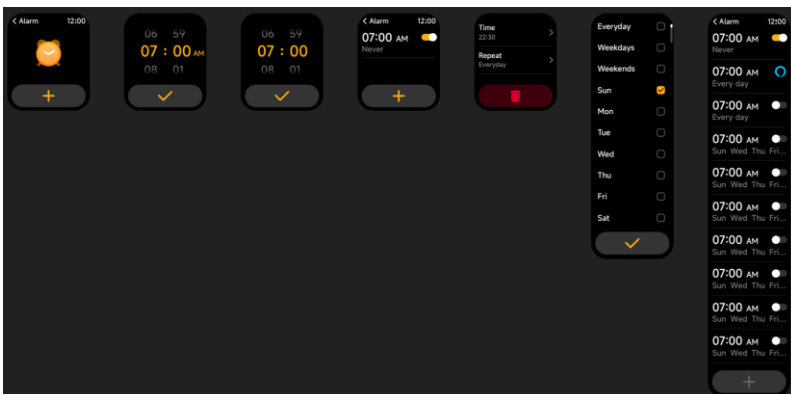 < Alarm 12:00
06 59
07 : 00 AM
08 01
06 59
07 : 00
08 01
< Alarm 12:00
07:00 AM
Never
Time
22:30
Repeat
Everyday
Everyday
Weekdays
Weekends
Sun
Mon
Tue
Wed
Thu
Fri
Sat
< Alarm 12:00
07:00 AM
Never
07:00 AM
Every day
07:00 AM
Every day
07:00 AM
Sun Wed Thu Fri...
07:00 AM
Sun Wed Thu Fri...
07:00 AM
Sun Wed Thu Fri...
07:00 AM
Sun Wed Thu Fri...
07:00 AM
Sun Wed Thu Fri...
07:00 AM
Sun Wed Thu Fri...
07:00 AM
Sun Wed Thu Fri...